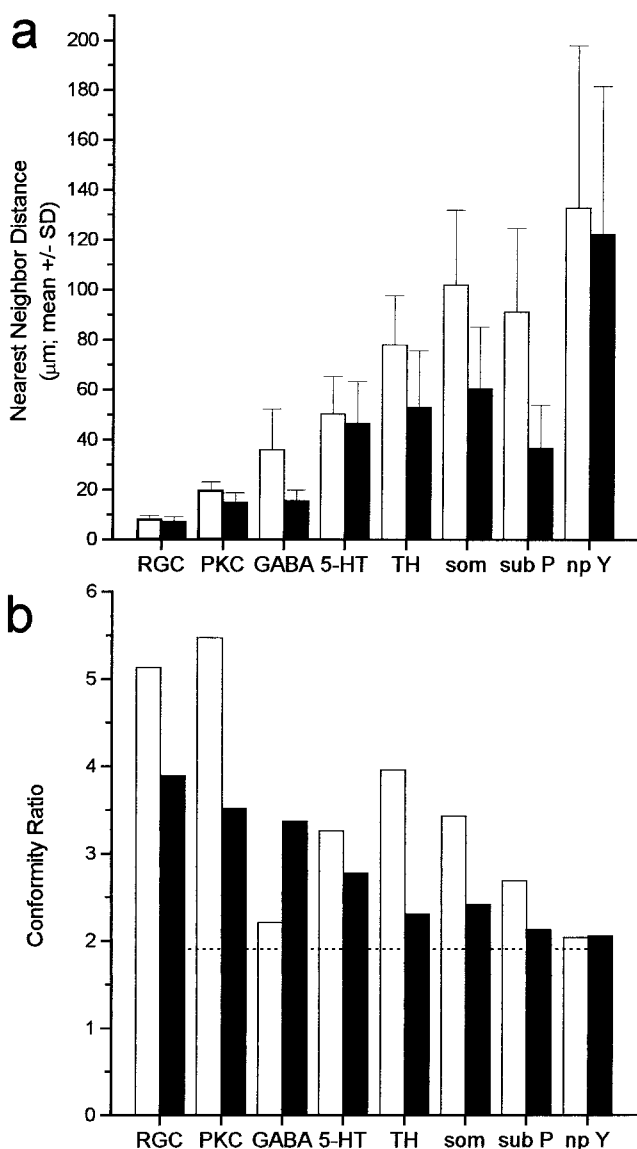 a
Nearest Neighbor Distance
(µm; mean +/- SD)
200
180
160
140
120
100
80
60
40
20
0
RGC PKC GABA 5-HT TH som sub P np Y
b
Conformity Ratio
6
5
4
3
2
1
0
RGC PKC GABA 5-HT TH som sub P np Y